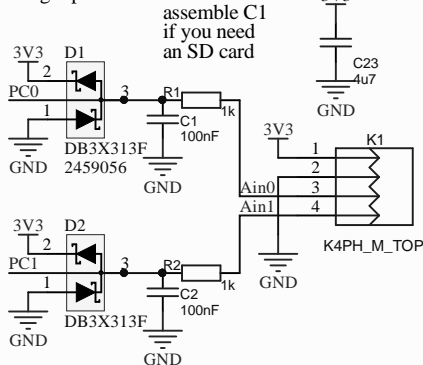 assemble C1
if you need
an SD card
C23
4u7
GND
3V3
D1
2
PC0
1
3
R1
1k
C1
100nF
GND
DB3X313F
2459056
GND
3V3
K1
1
2
3
4
Ain0
Ain1
K4PH_M_TOP
GND
3V3
D2
2
PC1
1
3
R2
1k
C2
100nF
GND
DB3X313F
GND